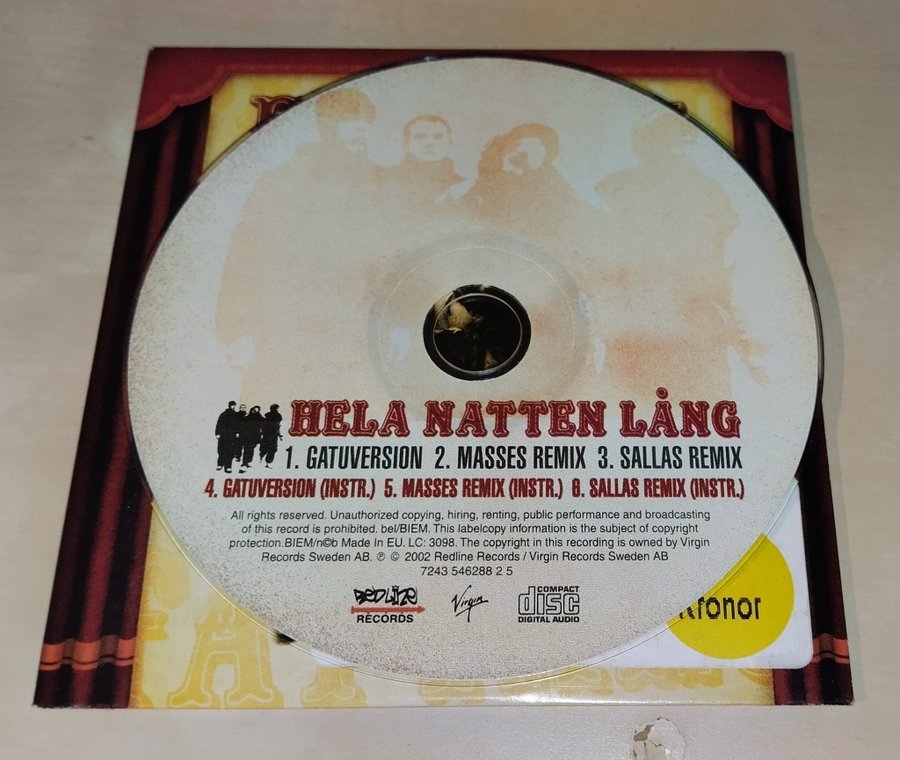 HELA NATTEN LÅNG
1. GATUVERSION 2. MASSES REMIX 3. SALLAS REMIX
4. GATUVERSION (INSTR.) 5. MASSES REMIX (INSTR.) 6. SALLAS REMIX (INSTR.)
All rights reserved. Unauthorized copying, hiring, renting, public performance and broadcasting
of this record is prohibited. bel/BIEM. This labelcopy information is the subject of copyright
protection.BIEM/n©b Made In EU. LC: 3098. The copyright in this recording is owned by Virgin
Records Sweden AB. ℗ © 2002 Redline Records / Virgin Records Sweden AB
7243 546288 2 5
REDLINE
RECORDS
Virgin
COMPACT
disc
DIGITAL AUDIO
Kronor